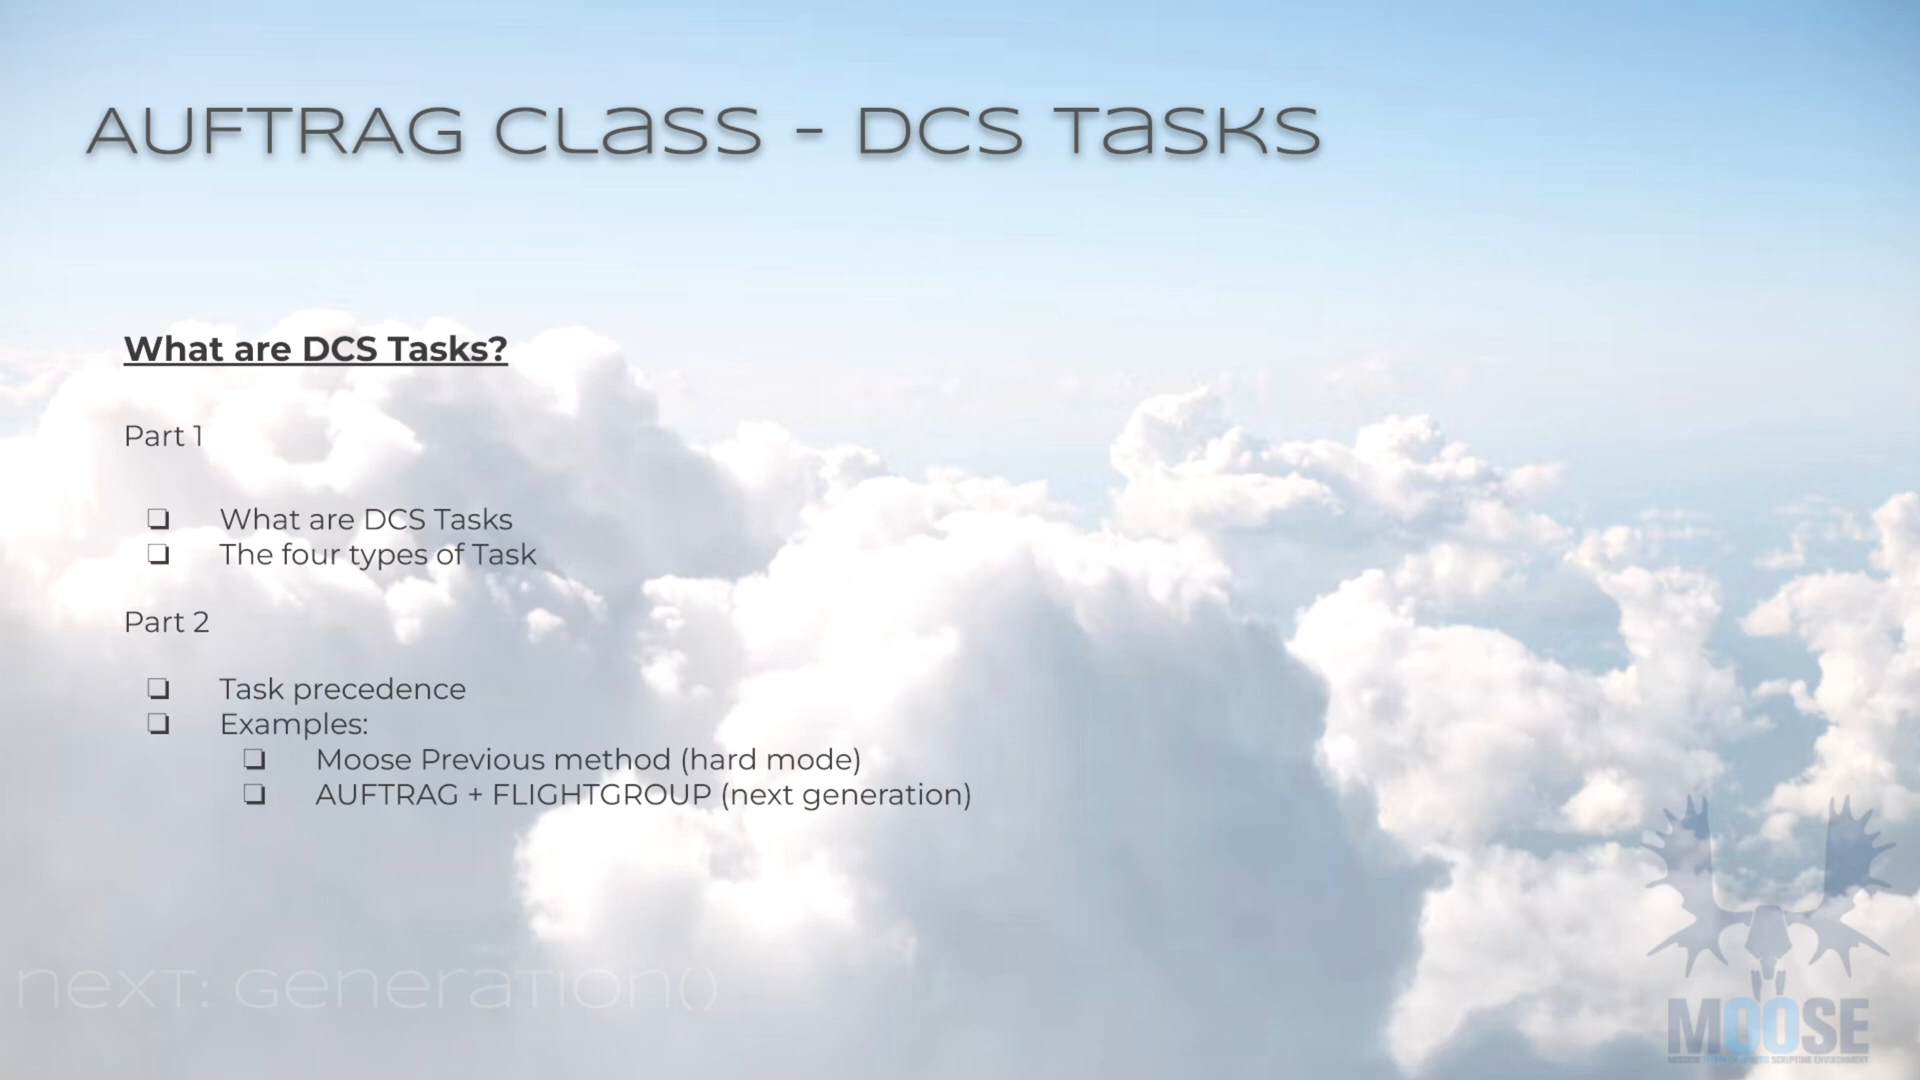 AUFTRAG Class - DCS Tasks
What are DCS Tasks?
Part 1
❏ What are DCS Tasks
❏ The four types of Task
Part 2
❏ Task precedence
❏ Examples:
❏ Moose Previous method (hard mode)
❏ AUFTRAG + FLIGHTGROUP (next generation)
next: Generation()
MOOSE